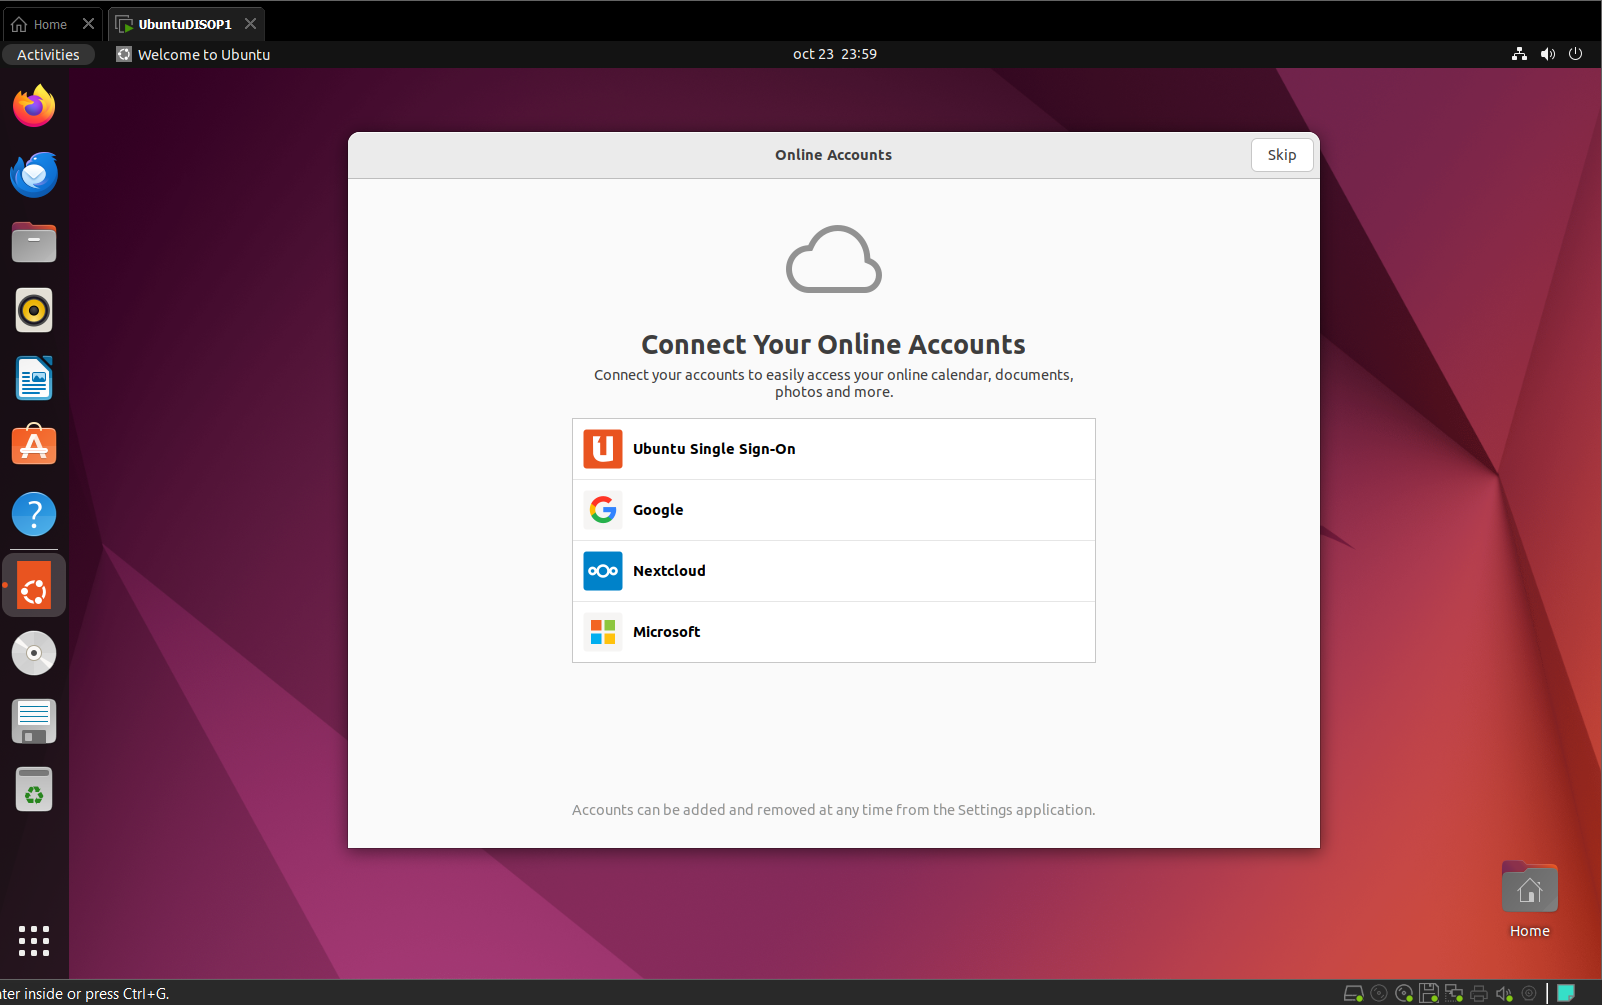 Home
UbuntuDISOP1
Activities
Welcome to Ubuntu
oct 23 23:59
Online Accounts
Skip
Connect Your Online Accounts
Connect your accounts to easily access your online calendar, documents,
photos and more.
Ubuntu Single Sign-On
Google
Nextcloud
Microsoft
Accounts can be added and removed at any time from the Settings application.
Home
inside or press Ctrl+G.